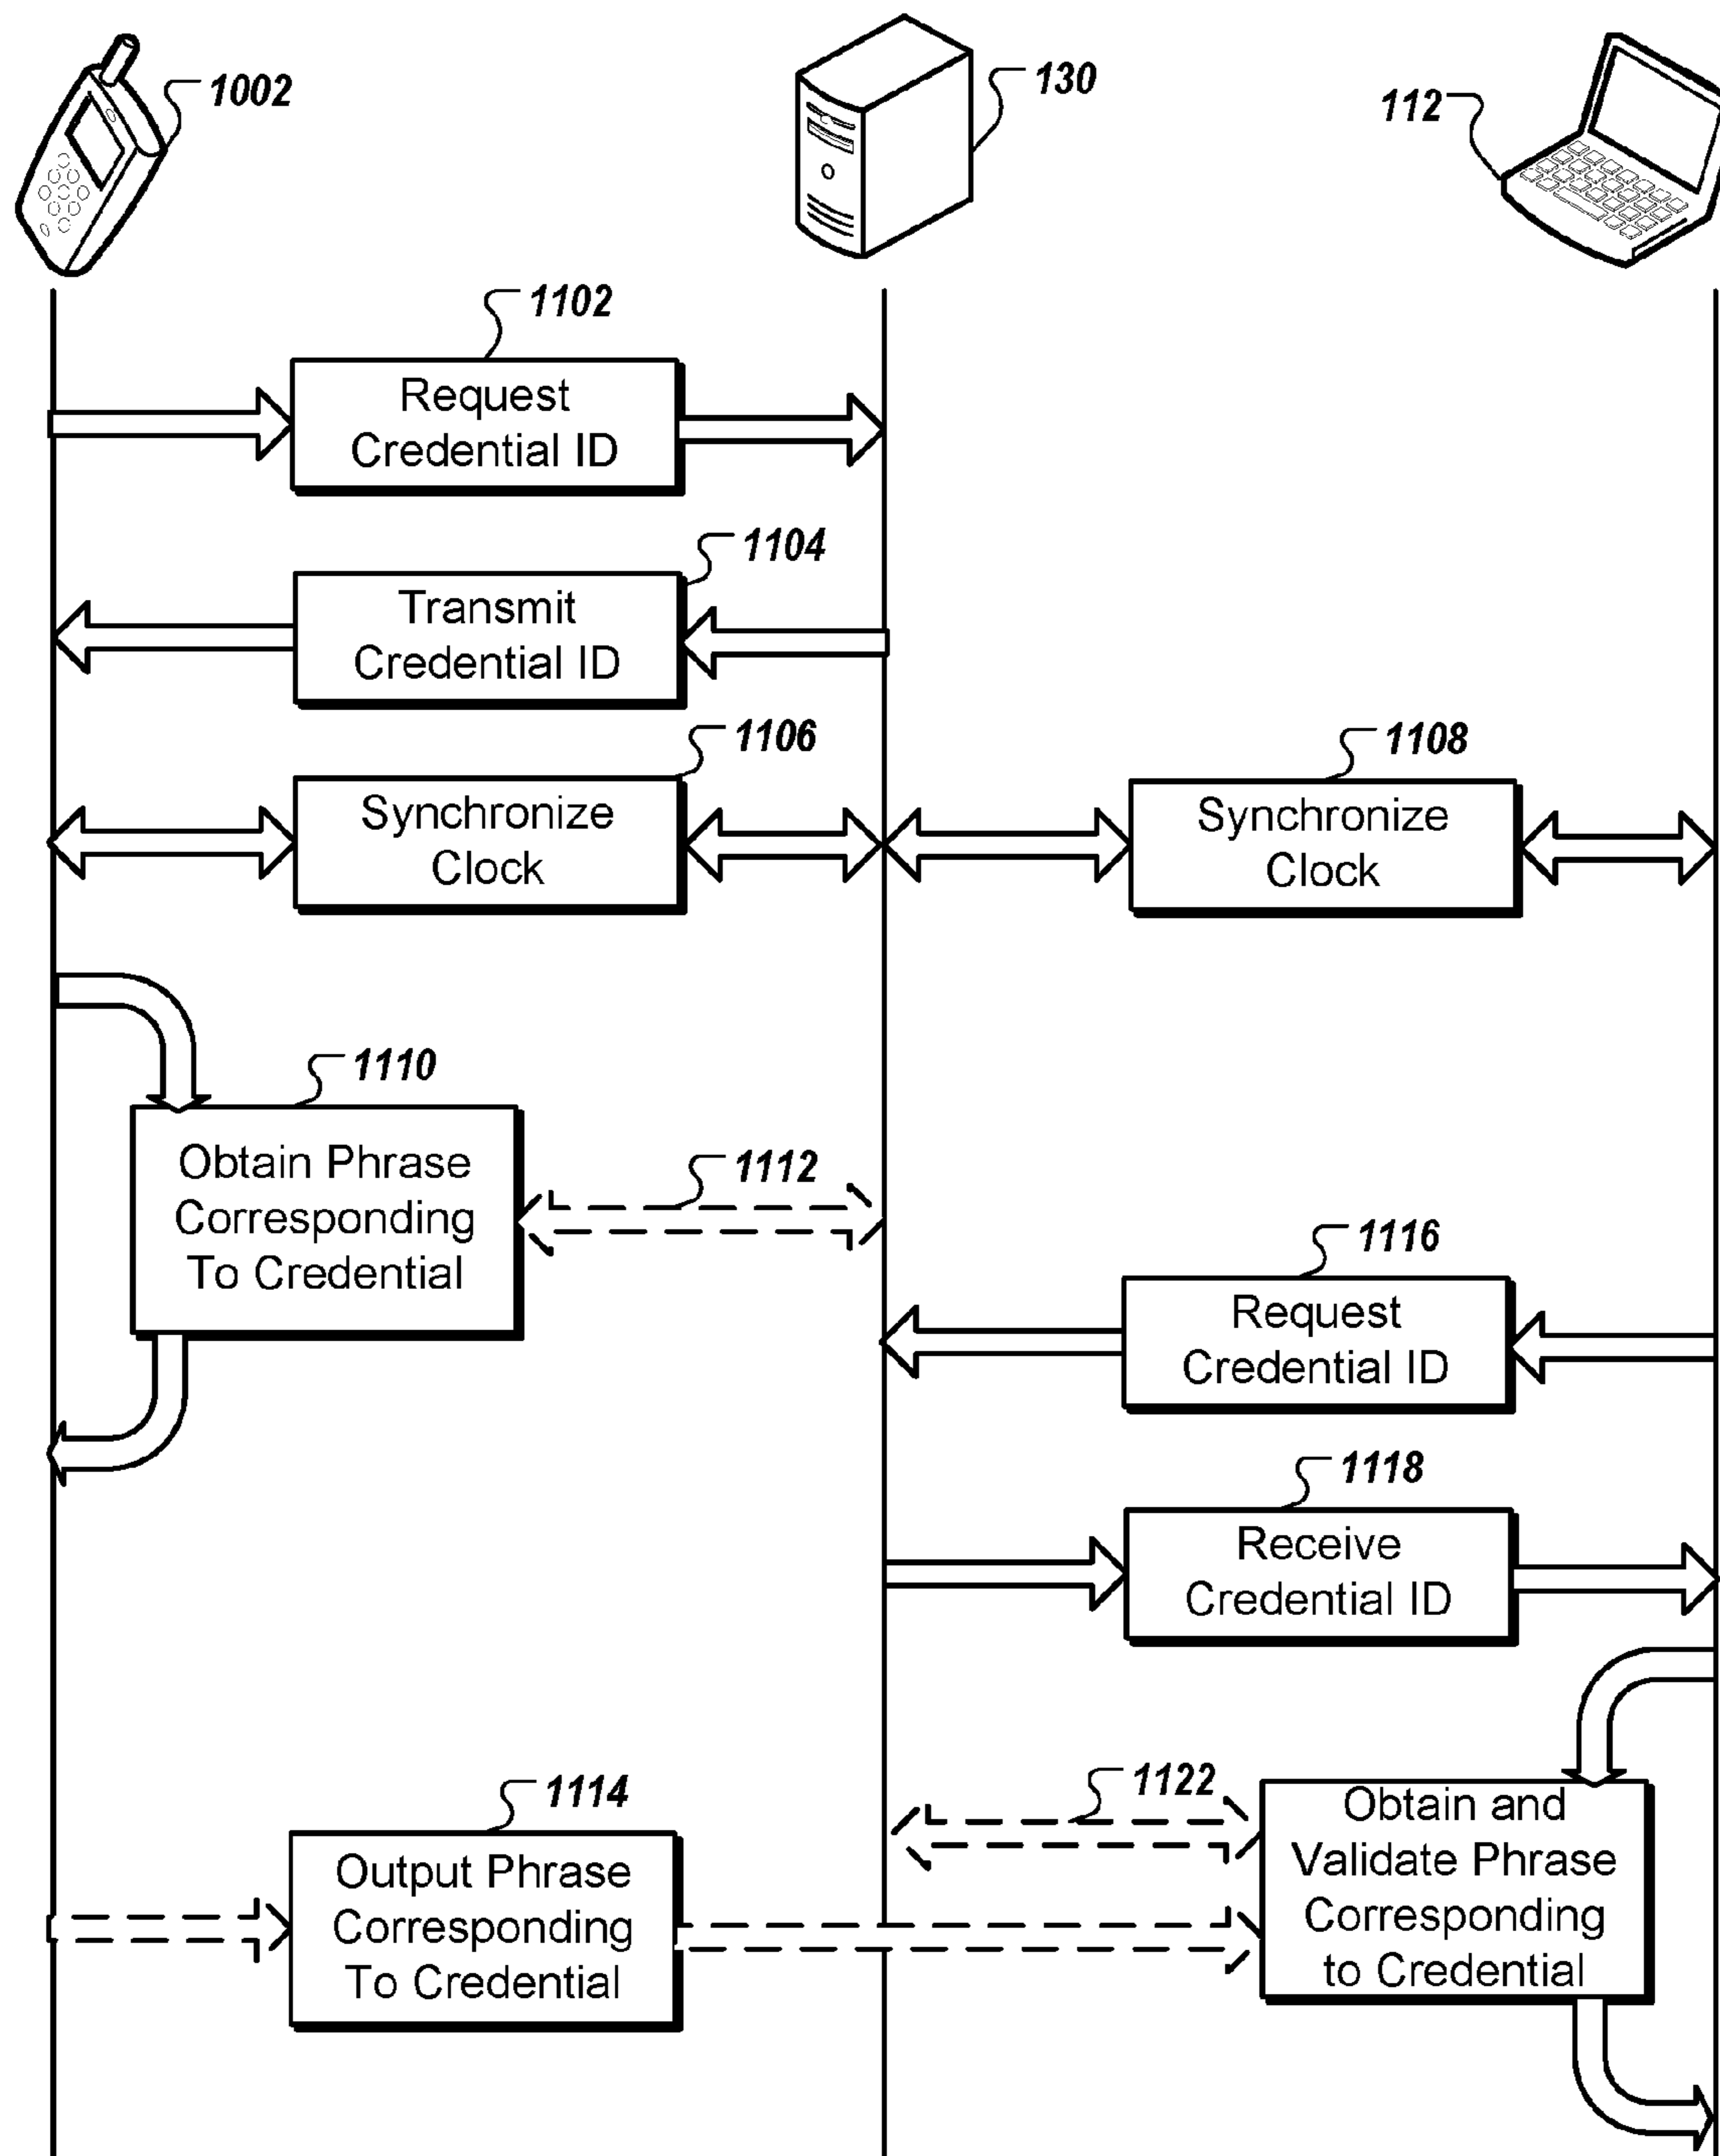 1002
130
112
1102
Request
Credential ID
1104
Transmit
Credential ID
1106
Synchronize
Clock
1108
Synchronize
Clock
1110
Obtain Phrase
Corresponding
To Credential
1112
1116
Request
Credential ID
1118
Receive
Credential ID
1114
Output Phrase
Corresponding
To Credential
1122
Obtain and
Validate Phrase
Corresponding
to Credential